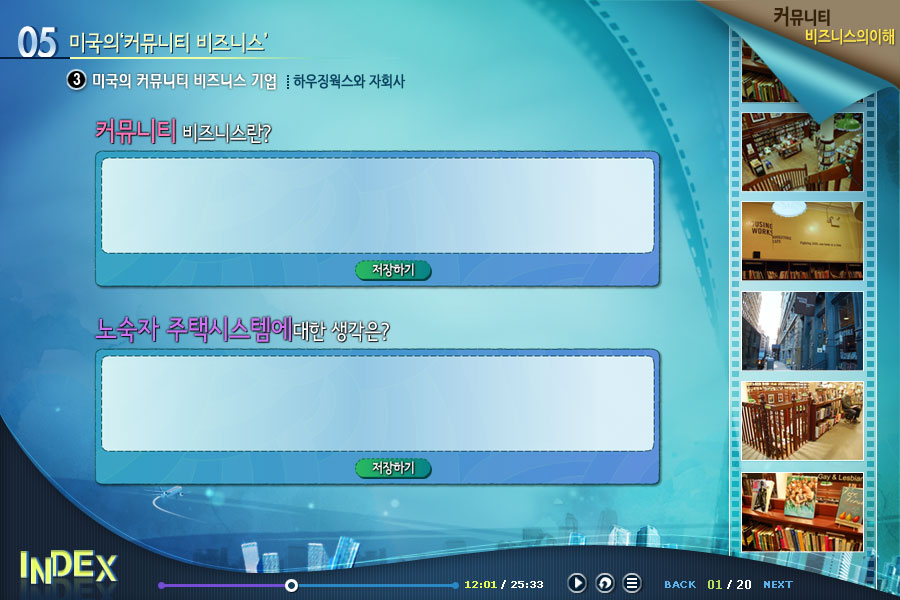 커뮤니티
비즈니스의이해
05 미국의‘커뮤니티 비즈니스’
3 미국의 커뮤니티 비즈니스 기업 하우징웍스와 자회사
커뮤니티 비즈니스란?
저장하기
노숙자 주택시스템에대한 생각은?
저장하기
Gay & Lesbian
INDEX
12:01 / 25:33
BACK 01 / 20 NEXT